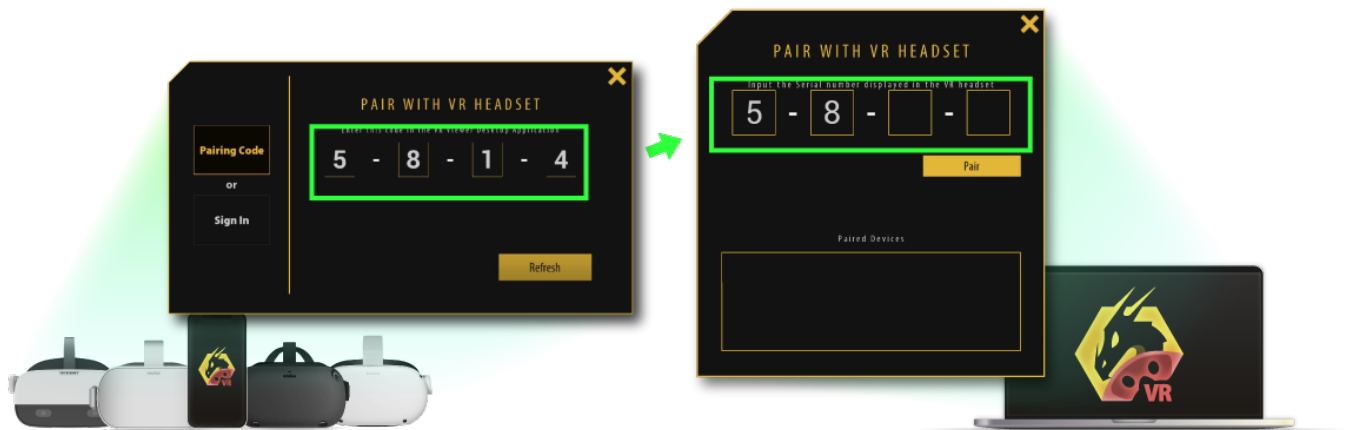 PAIR WITH VR HEADSET
Enter this code in the VR Viewer Desktop Application
5 - 8 - 1 - 4
Pairing Code
or
Sign In
Refresh
PAIR WITH VR HEADSET
Input the Serial number displayed in the VR headset
5 - 8 - -
Pair
Paired Devices
VR
VR